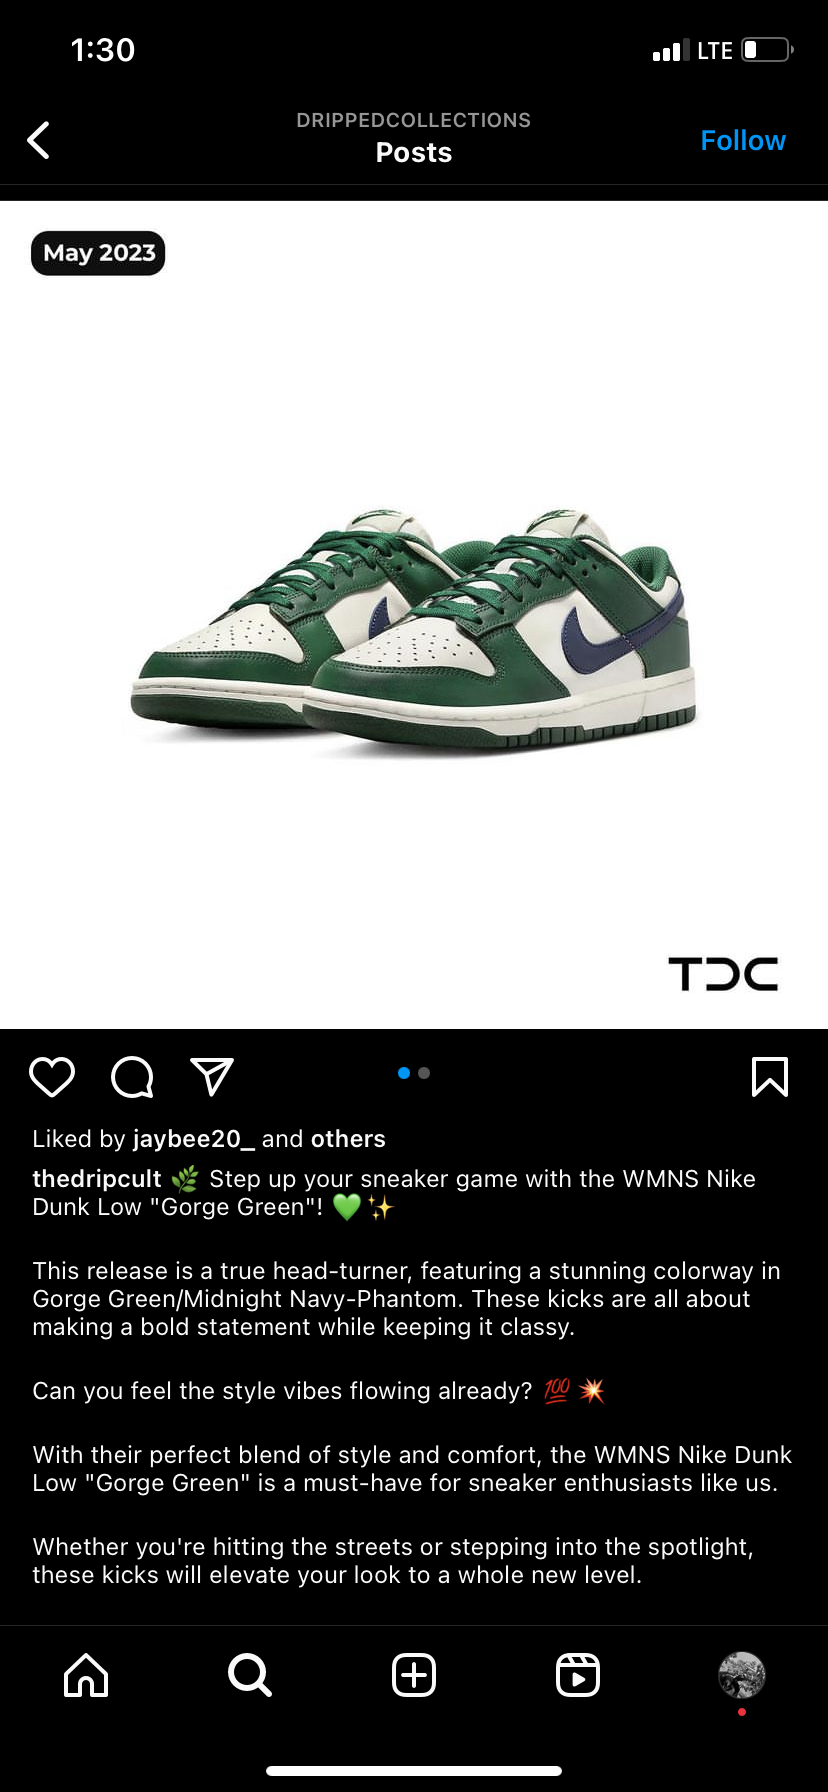 1:30
LTE
DRIPPEDCOLLECTIONS
Posts
Follow
May 2023
TDC
Liked by jaybee20_ and others
thedripcult 🌿 Step up your sneaker game with the WMNS Nike
Dunk Low "Gorge Green"! 💚✨
This release is a true head-turner, featuring a stunning colorway in
Gorge Green/Midnight Navy-Phantom. These kicks are all about
making a bold statement while keeping it classy.
Can you feel the style vibes flowing already? 💯 💥
With their perfect blend of style and comfort, the WMNS Nike Dunk
Low "Gorge Green" is a must-have for sneaker enthusiasts like us.
Whether you're hitting the streets or stepping into the spotlight,
these kicks will elevate your look to a whole new level.